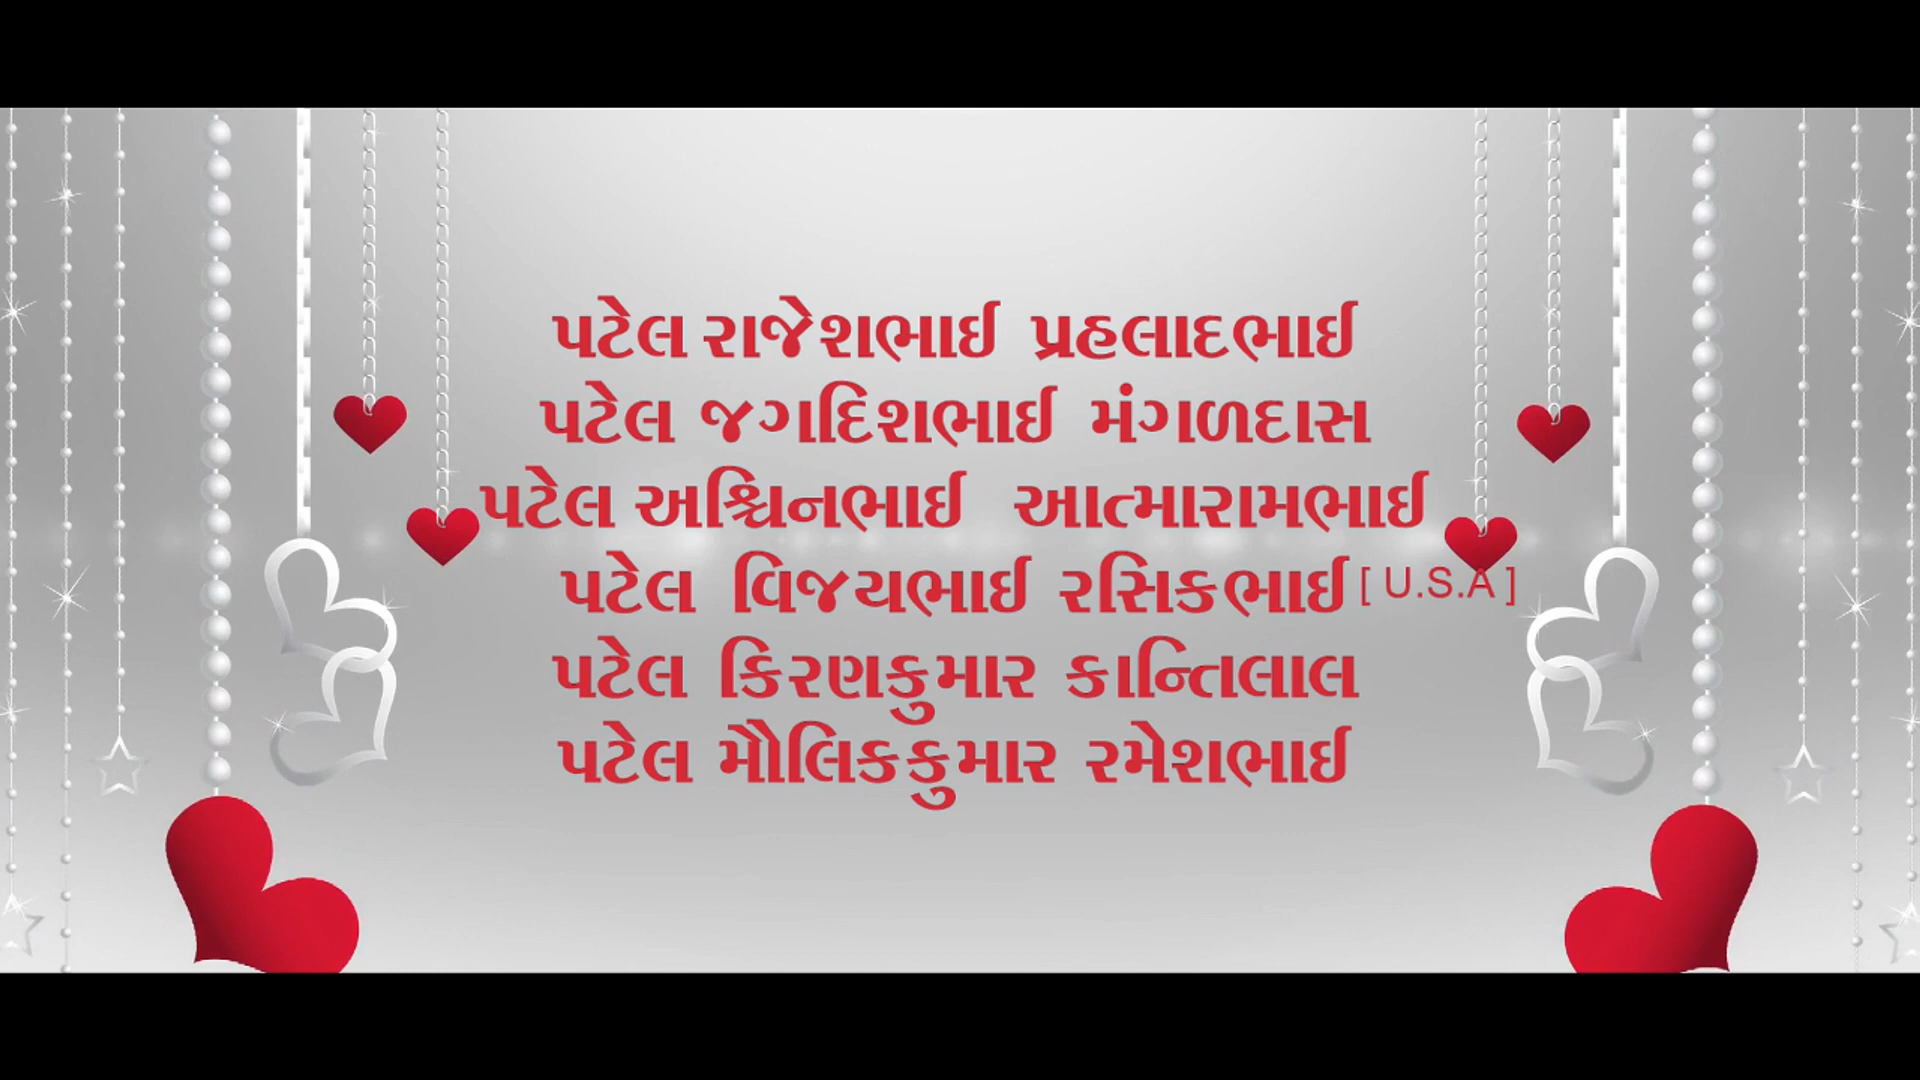 પટેલ રાજેશભાઈ પ્રહલાદભાઈ
પટેલ જગદિશભાઈ મંગળદાસ
પટેલ અશ્ચિનભાઈ આત્મારામભાઈ
પટેલ વિજયભાઈ રસિકભાઈ [ U.S.A ]
પટેલ કિરણકુમાર કાન્તિલાલ
પટેલ મૌલિકકુમાર રમેશભાઈ